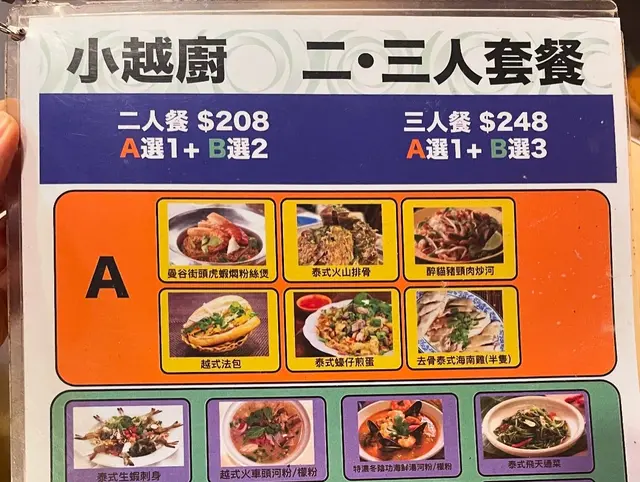 小越廚 二·三人套餐
二人餐 $208 三人餐 $248
A選1+ B選2 A選1+ B選3
A
曼谷街頭虎蝦燜粉絲煲 泰式火山排骨 醉貓豬頸肉炒河
越式法包 泰式蠔仔煎蛋 去骨泰式海南雞(半隻)
泰式生蝦刺身 越式火車頭河粉/檬粉 特濃冬陰功海鮮湯河粉/檬粉 泰式飛天通菜